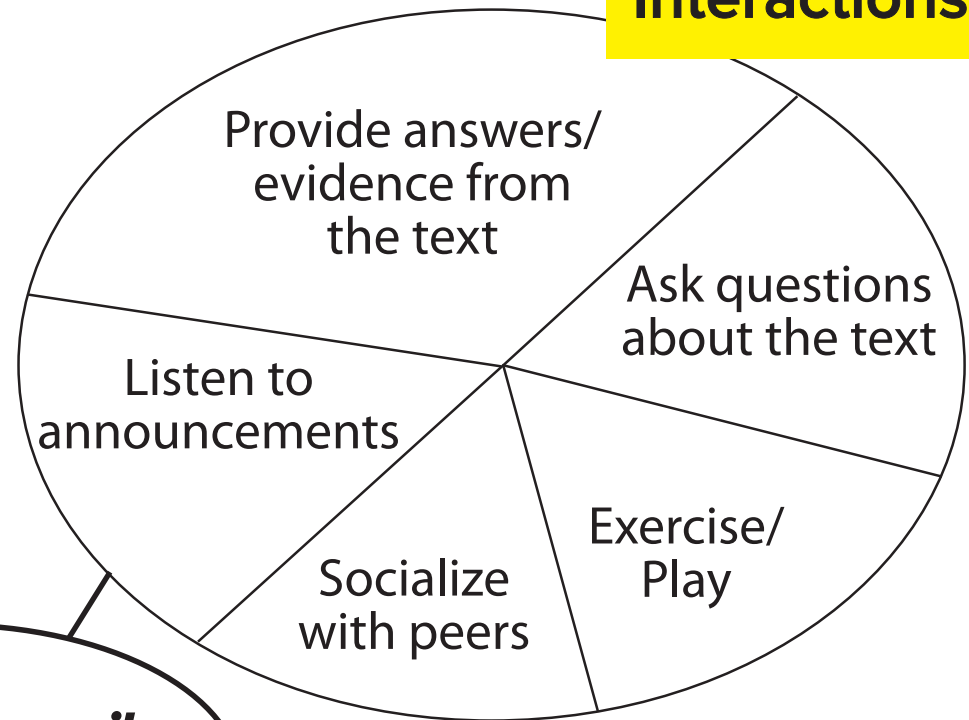 Interactions
Provide answers/
evidence from
the text
Ask questions
about the text
Listen to
announcements
Exercise/
Play
Socialize
with peers